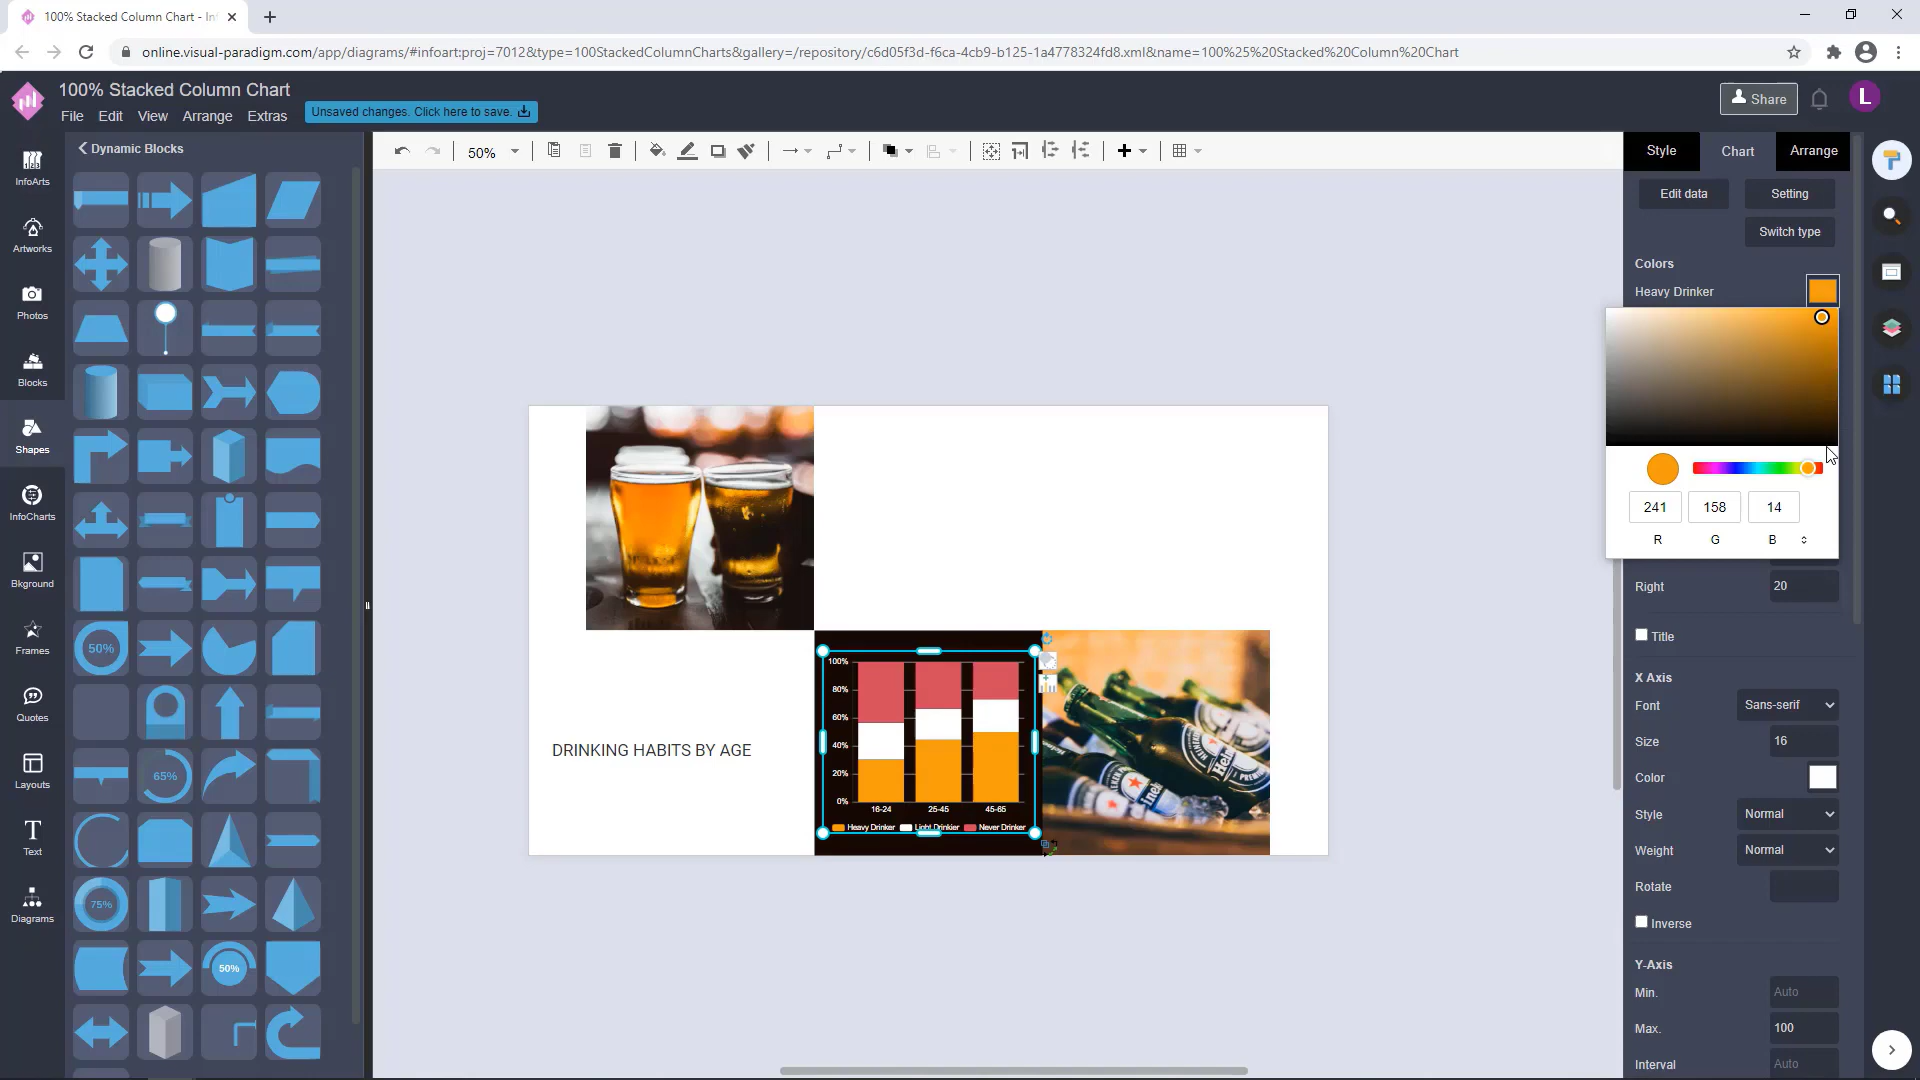 100% Stacked Column Chart - Inf
online.visual-paradigm.com/app/diagrams/#infoart:proj=7012&type=100StackedColumnCharts&gallery=/repository/c6d05f3d-f6ca-4cb9-b125-1a4778324fd8.xml&name=100%25%20Stacked%20Column%20Chart
100% Stacked Column Chart
File Edit View Arrange Extras
Unsaved changes. Click here to save.
Share
L
InfoArts
Artworks
Photos
Blocks
Shapes
InfoCharts
Bkground
Frames
Quotes
Layouts
Text
Diagrams
Dynamic Blocks
50%
65%
75%
50%
50%
DRINKING HABITS BY AGE
100%
80%
60%
40%
20%
0%
16-24 25-45 45-65
Heavy Drinker Light Drinkier Never Drinker
Heineken
Style Chart Arrange
Edit data Setting
Switch type
Colors
Heavy Drinker
241 158 14
R G B
Right 20
Title
X Axis
Font Sans-serif
Size 16
Color
Style Normal
Weight Normal
Rotate
Inverse
Y-Axis
Min. Auto
Max. 100
Interval Auto